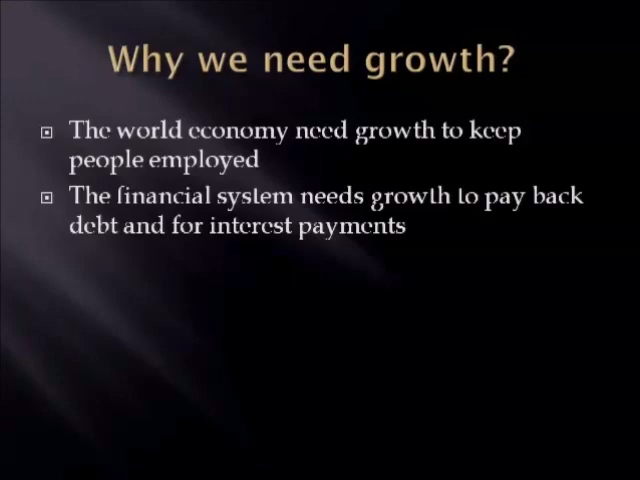 Why we need growth?
The world economy need growth to keep
people employed
The financial system needs growth to pay back
debt and for interest payments